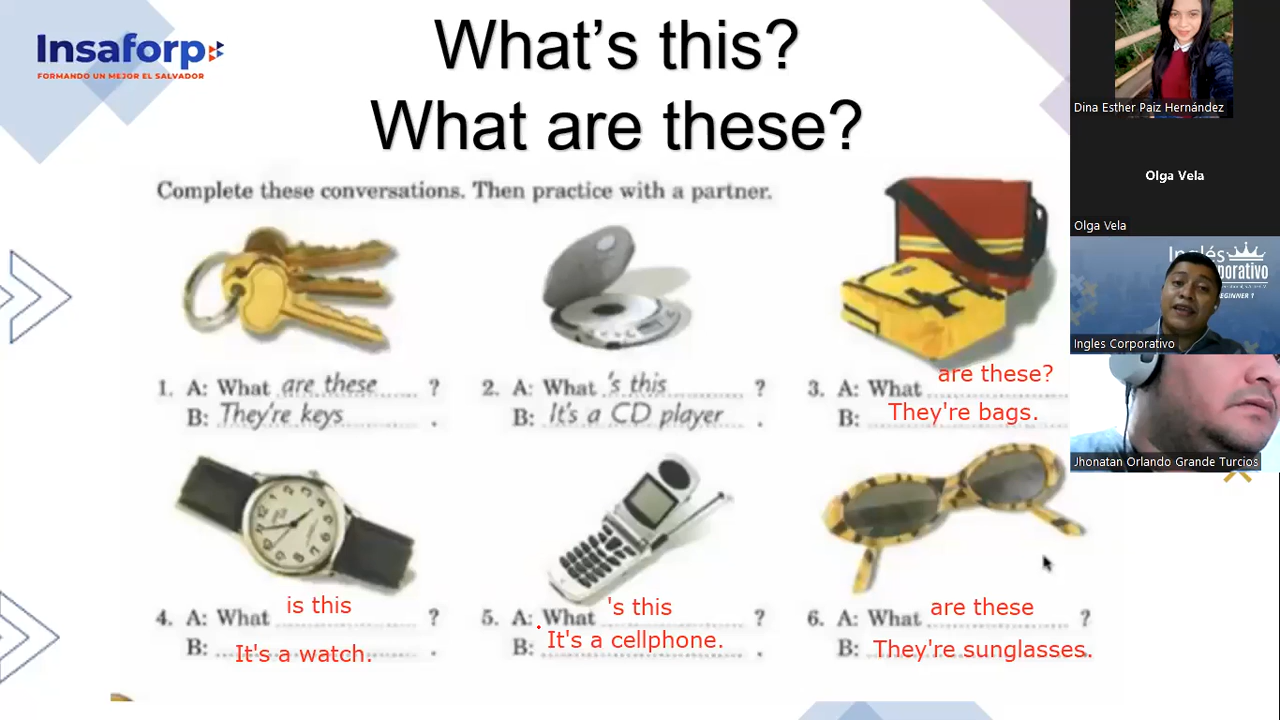 Insaforp
FORMANDO UN MEJOR EL SALVADOR
What's this?
What are these?
Complete these conversations. Then practice with a partner.
1. A: What are these ?
B: They're keys .
2. A: What 's this ?
B: It's a CD player .
3. A: What are these?
B: They're bags.
4. A: What is this ?
B: It's a watch. .
5. A: What 's this ?
B: It's a cellphone. .
6. A: What are these ?
B: They're sunglasses.
Dina Esther Paiz Hernández
Olga Vela
Olga Vela
Inglés
Ingles Corporativo
Jhonatan Orlando Grande Turcios